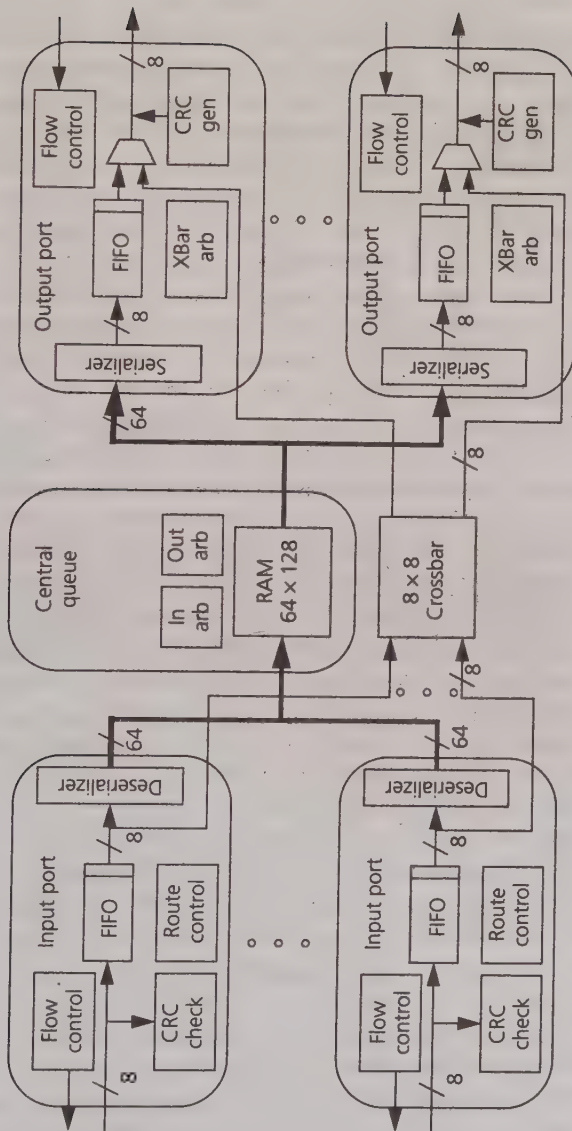 Input port
Flow
control
8
CRC
check
FIFO
Route
control
8
Deserializer
64
Input port
Flow
control
8
CRC
check
FIFO
Route
control
8
Deserializer
64
Central
queue
In
arb
Out
arb
RAM
64 × 128
8
8 × 8
Crossbar
8
Output port
64
Serializer
8
FIFO
XBar
arb
Flow
control
CRC
gen
8
Output port
Serializer
8
FIFO
XBar
arb
Flow
control
CRC
gen
8